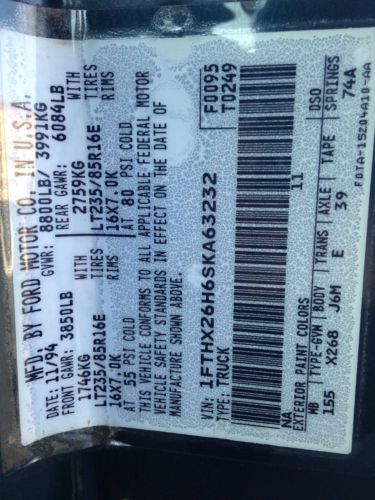 MFD. BY FORD MOTOR CO. IN U.S.A.
DATE: 11/94 GVWR: 8800LB/ 3991KG
FRONT GAWR: 3850LB REAR GAWR: 6084LB
1746KG WITH 2759KG WITH
LT235/85R16E TIRES LT235/85R16E TIRES
16X7.0K RIMS 16X7.0K RIMS
AT 55 PSI COLD AT 80 PSI COLD
THIS VEHICLE CONFORMS TO ALL APPLICABLE FEDERAL MOTOR
VEHICLE SAFETY STANDARDS IN EFFECT ON THE DATE OF
MANUFACTURE SHOWN ABOVE.
VIN: 1FTHX26H6SKA63232 F0095
TYPE: TRUCK T0249
NA 11
EXTERIOR PAINT COLORS DSO
WB TYPE-GVW BODY TRANS AXLE TAPE SPRINGS
155 X268 J6M E 39 74A
F0TA-15204A10-AA